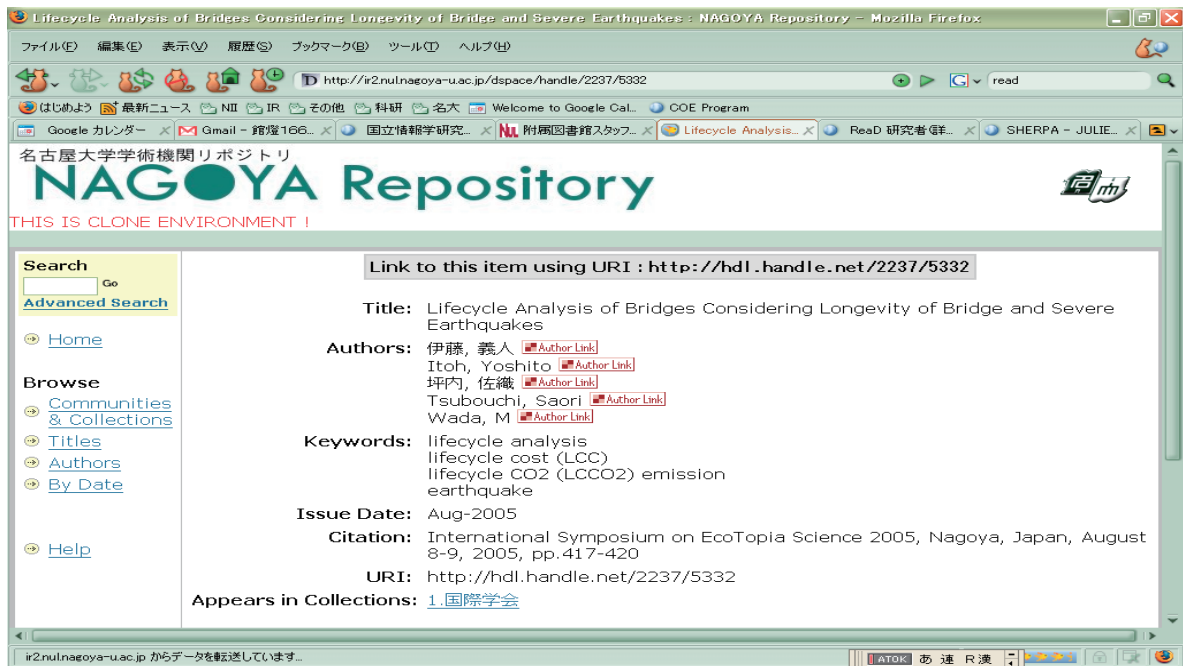 Lifecycle Analysis of Bridges Considering Longevity of Bridge and Severe Earthquakes : NAGOYA Repository - Mozilla Firefox
ファイル(F) 編集(E) 表示(V) 履歴(S) ブックマーク(B) ツール(T) ヘルプ(H)
http://ir2.nul.nagoya-u.ac.jp/dspace/handle/2237/5332 G read
はじめよう 最新ニュース NII IR その他 科研 名大 Welcome to Google Cal... COE Program
Google カレンダー Gmail - 館燈166... 国立情報学研究... 附属図書館スタッフ... Lifecycle Analysis... ReaD 研究者 SHERPA - JULIE...
名古屋大学学術機関リポジトリ
NAGOYA Repository
THIS IS CLONE ENVIRONMENT !
Search
Go
Advanced Search
Home
Browse
Communities
& Collections
Titles
Authors
By Date
Help
Link to this item using URI : http://hdl.handle.net/2237/5332
Title: Lifecycle Analysis of Bridges Considering Longevity of Bridge and Severe
Earthquakes
Authors: 伊藤, 義人 Author Link
Itoh, Yoshito Author Link
坪内, 佐織 Author Link
Tsubouchi, Saori Author Link
Wada, M Author Link
Keywords: lifecycle analysis
lifecycle cost (LCC)
lifecycle CO2 (LCCO2) emission
earthquake
Issue Date: Aug-2005
Citation: International Symposium on EcoTopia Science 2005, Nagoya, Japan, August
8-9, 2005, pp.417-420
URI: http://hdl.handle.net/2237/5332
Appears in Collections: 1.国際学会
ir2.nul.nagoya-u.ac.jp からデータを転送しています...
ATOK あ 連 R漢